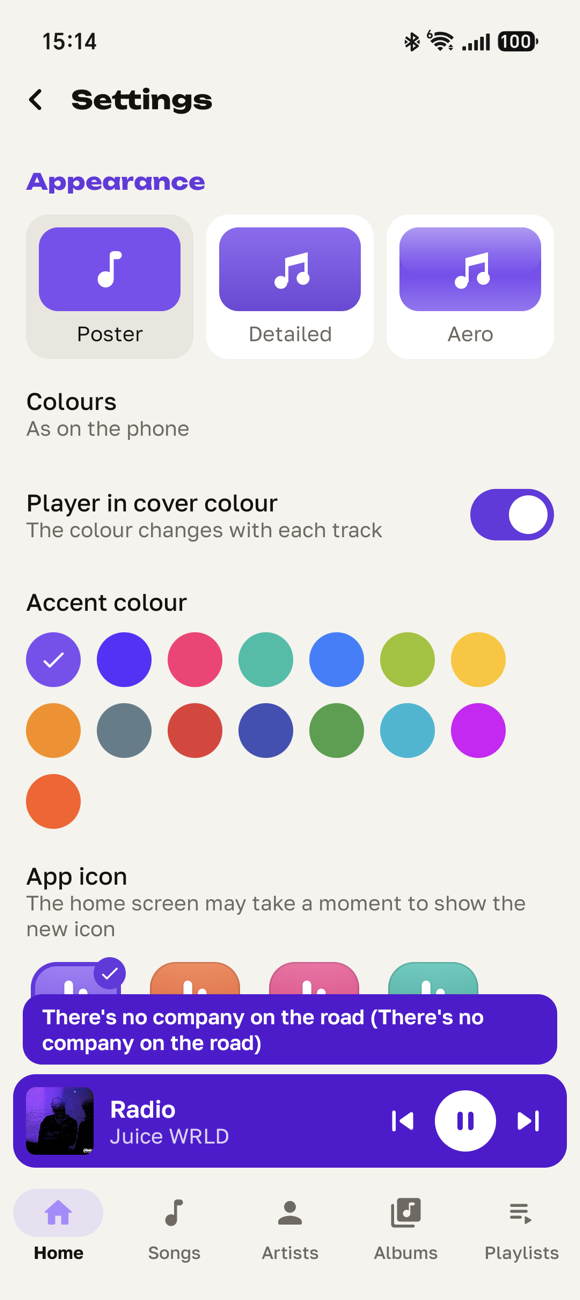 15:14
6
100
Settings
Appearance
Poster
Detailed
Aero
Colours
As on the phone
Player in cover colour
The colour changes with each track
Accent colour
App icon
The home screen may take a moment to show the
new icon
There's no company on the road (There's no
company on the road)
Radio
Juice WRLD
Home
Songs
Artists
Albums
Playlists